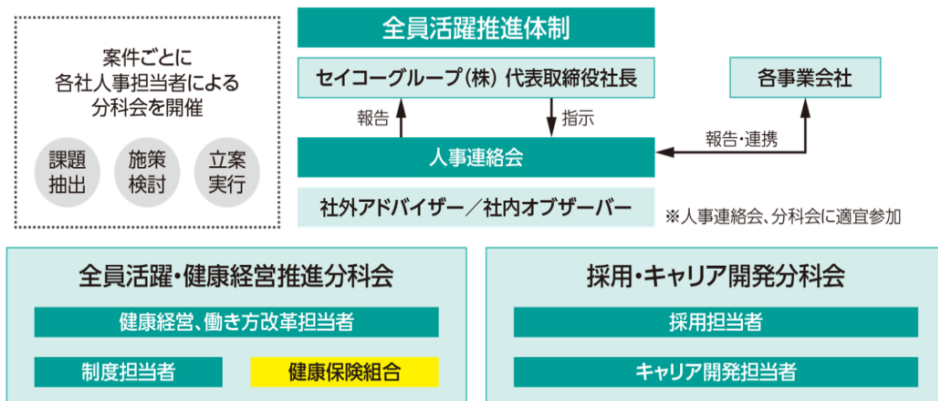 全員活躍推進体制
案件ごとに
各社人事担当者による
分科会を開催
課題
抽出
施策
検討
立案
実行
セイコーグループ(株) 代表取締役社長
各事業会社
報告
指示
報告・連携
人事連絡会
社外アドバイザー/社内オブザーバー
※人事連絡会、分科会に適宜参加
全員活躍・健康経営推進分科会
健康経営、働き方改革担当者
制度担当者
健康保険組合
採用・キャリア開発分科会
採用担当者
キャリア開発担当者